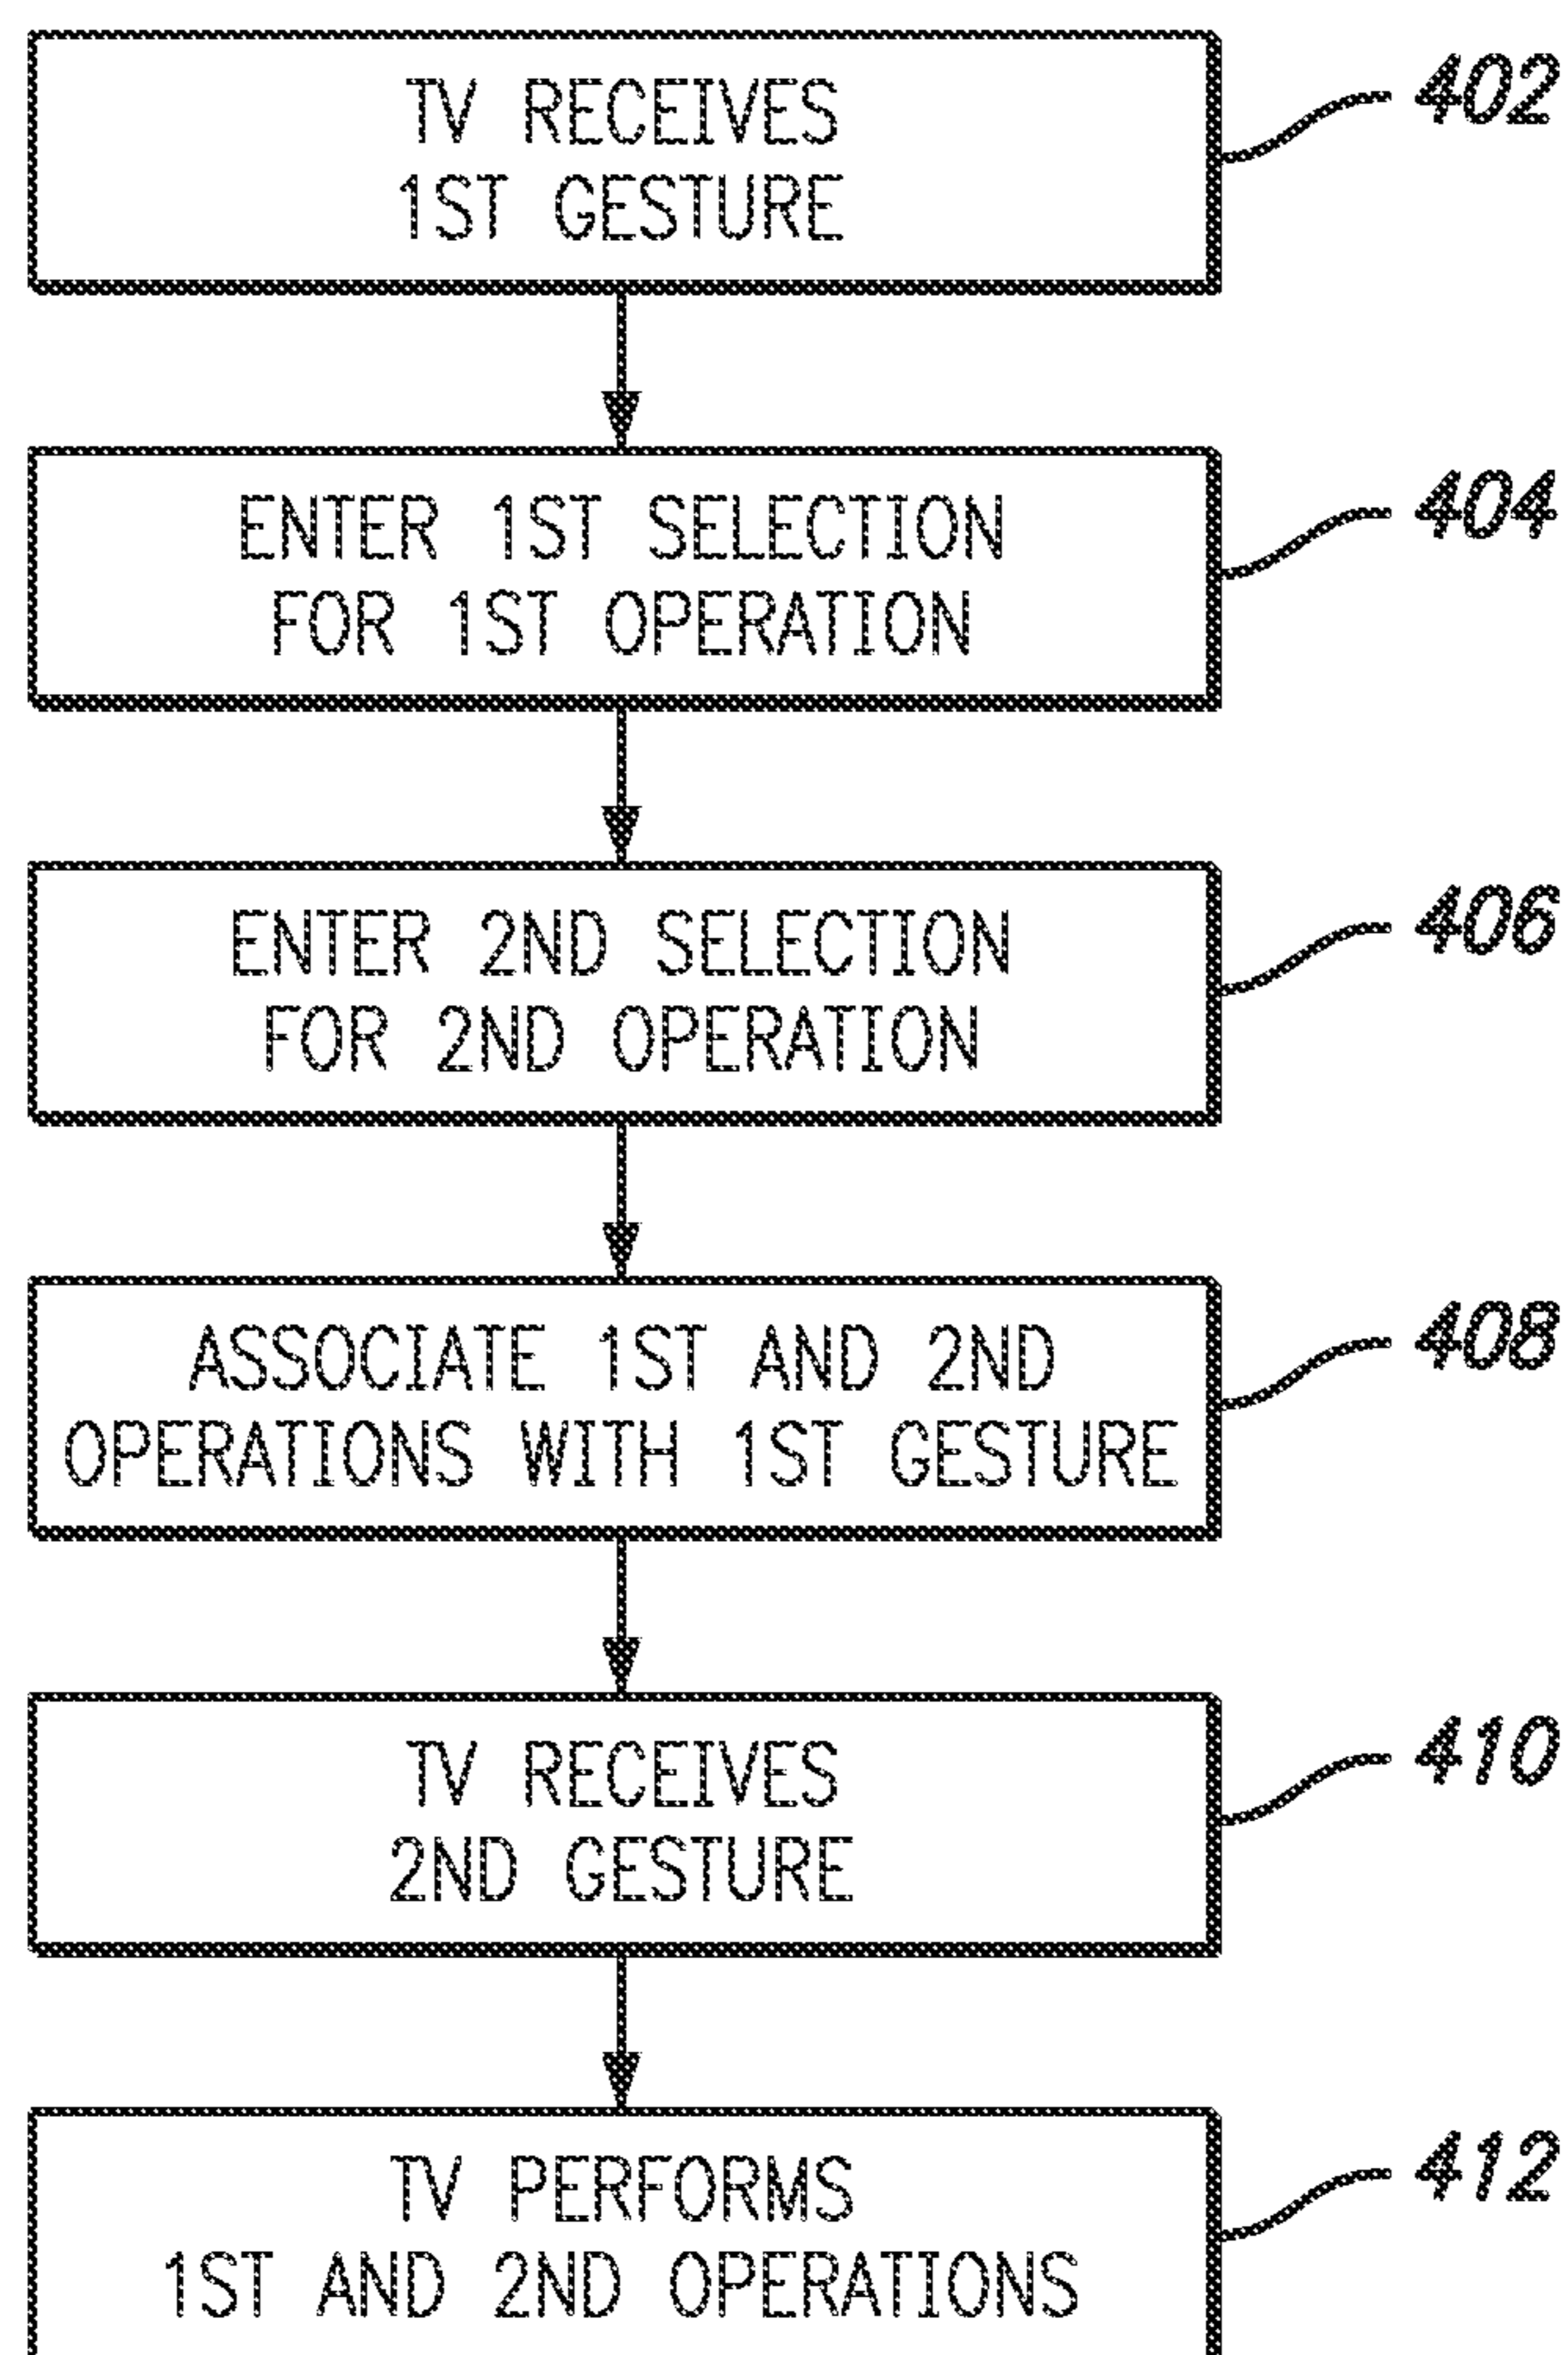 TV RECEIVES
1ST GESTURE
402
ENTER 1ST SELECTION
FOR 1ST OPERATION
404
ENTER 2ND SELECTION
FOR 2ND OPERATION
406
ASSOCIATE 1ST AND 2ND
OPERATIONS WITH 1ST GESTURE
408
TV RECEIVES
2ND GESTURE
410
TV PERFORMS
1ST AND 2ND OPERATIONS
412